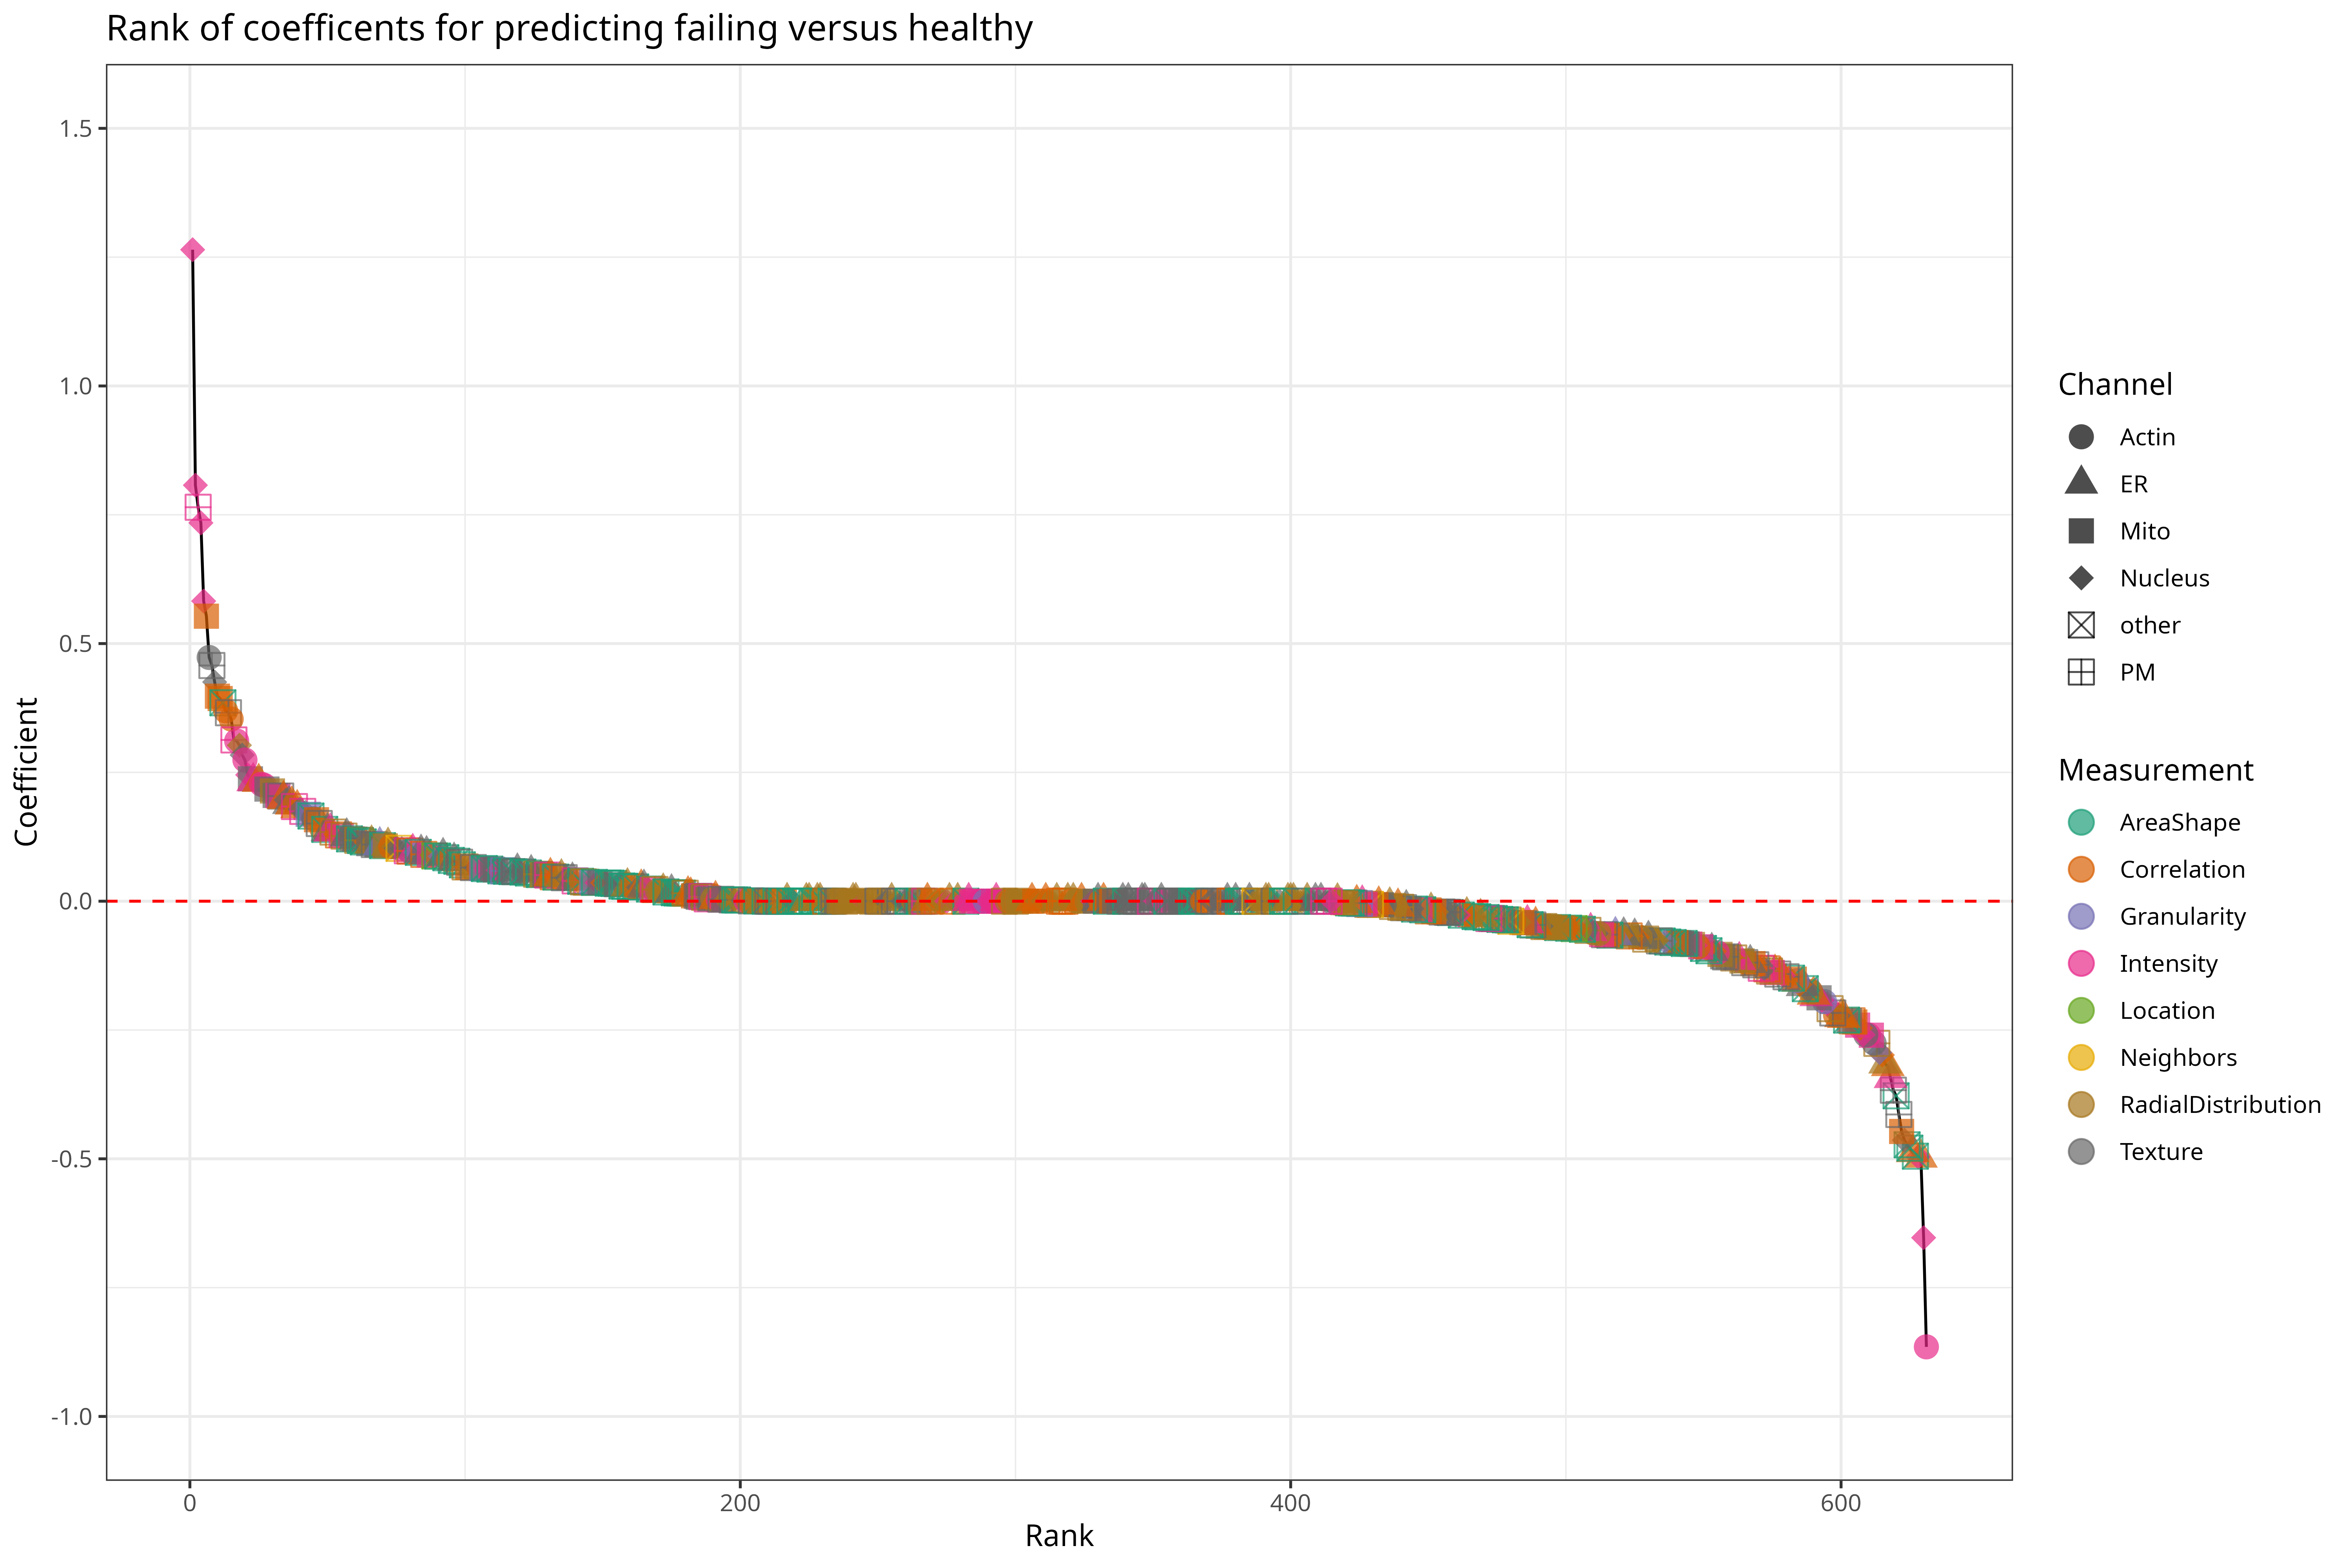 Rank of coefficents for predicting failing versus healthy
1.5
1.0
0.5
0.0
-0.5
-1.0
Coefficient
0
200
400
600
Rank
Channel
Actin
ER
Mito
Nucleus
other
PM
Measurement
AreaShape
Correlation
Granularity
Intensity
Location
Neighbors
RadialDistribution
Texture